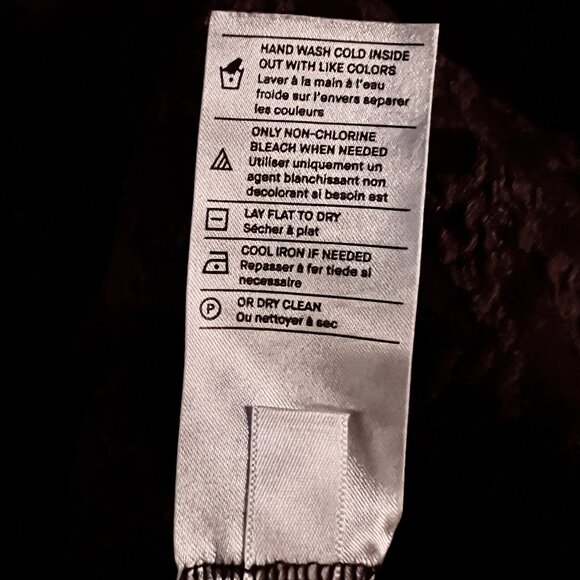 HAND WASH COLD INSIDE
OUT WITH LIKE COLORS
Laver à la main à l'eau
froide sur l'envers separer
les couleurs
ONLY NON-CHLORINE
BLEACH WHEN NEEDED
Utiliser uniquement un
agent blanchissant non
decolorant si besoin est
LAY FLAT TO DRY
Sécher à plat
COOL IRON IF NEEDED
Repasser à fer tiede si
necessaire
P
OR DRY CLEAN
Ou nettoyer à sec